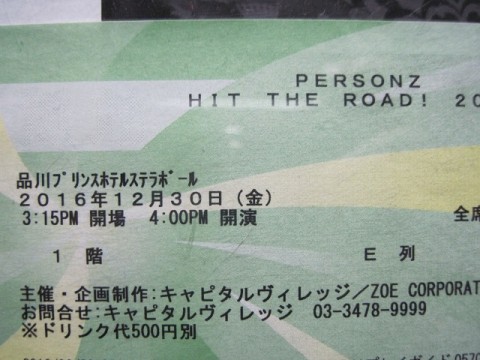 PERSONZ
HIT THE ROAD! 20
品川ﾌﾟﾘﾝｽﾎﾃﾙｽﾃﾗﾎﾞｰﾙ
２０１６年１２月３０日（金）
3:15PM 開場 4:00PM 開演
全席
１ 階 Ｅ 列
主催・企画制作：キャピタルヴィレッジ／ZOE CORPORAT
お問合せ：キャピタルヴィレッジ 03-3478-9999
※ドリンク代500円別